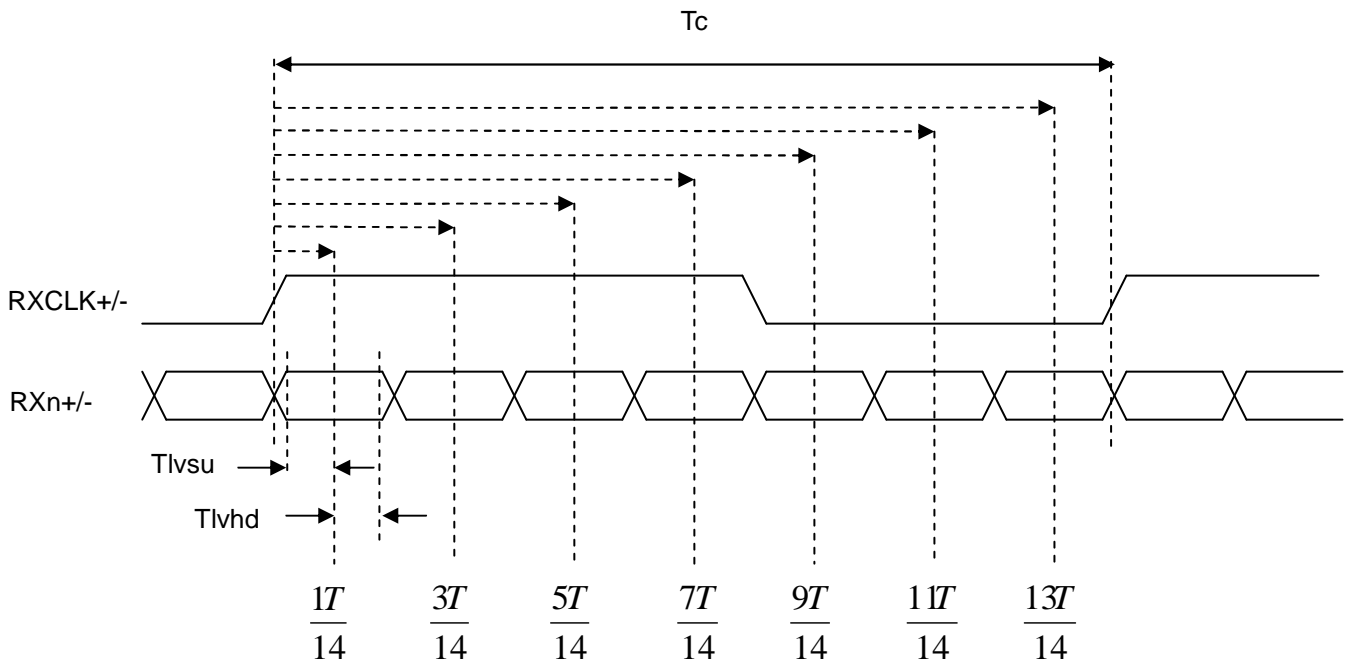 Tc
RXCLK+/-
RXn+/-
Tlvsu
Tlvhd
1T 3T 5T 7T 9T 11T 13T
14 14 14 14 14 14 14